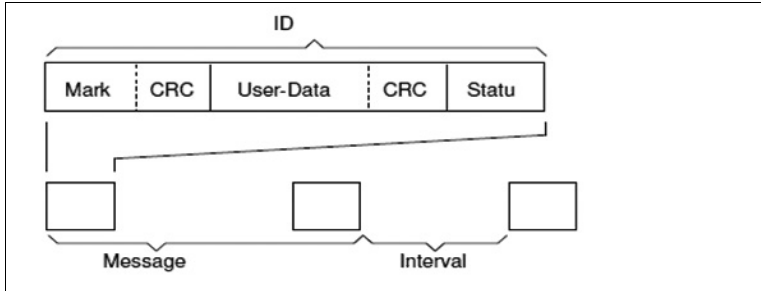 ID
Mark CRC User-Data CRC Statu
Message Interval